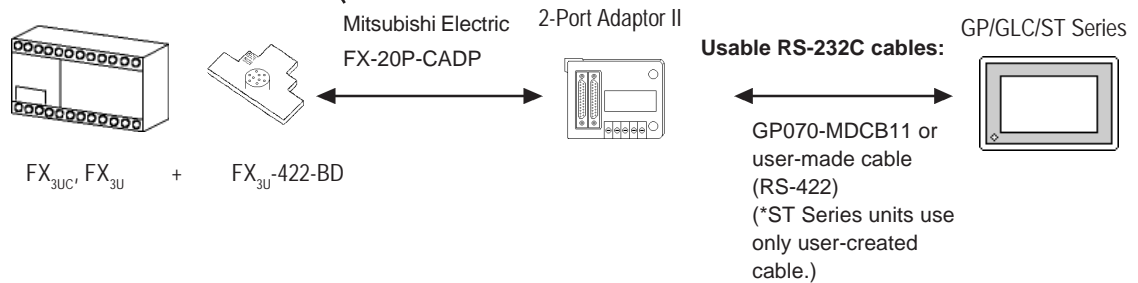 Mitsubishi Electric
FX-20P-CADP
2-Port Adaptor II
Usable RS-232C cables:
GP/GLC/ST Series
GP070-MDCB11 or
user-made cable
(RS-422)
(*ST Series units use
only user-created
cable.)
FX3UC, FX3U + FX3U-422-BD